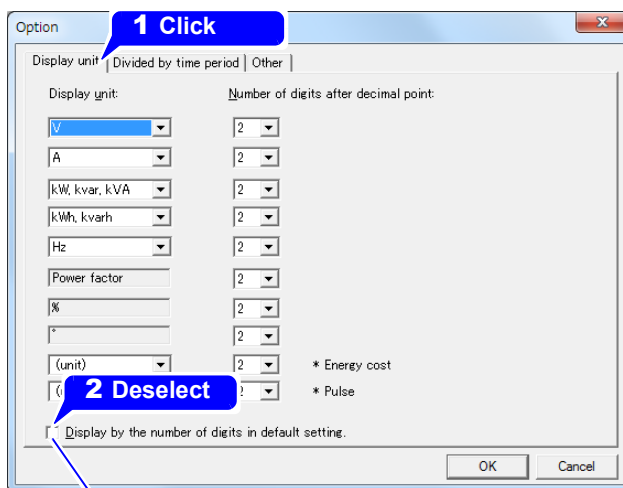 Option
1 Click
Display unit Divided by time period Other
Display unit: Number of digits after decimal point:
V 2
A 2
kW, kvar, kVA 2
kWh, kvarh 2
Hz 2
Power factor 2
% 2
° 2
(unit) 2 * Energy cost
2 Deselect * Pulse
Display by the number of digits in default setting.
OK Cancel